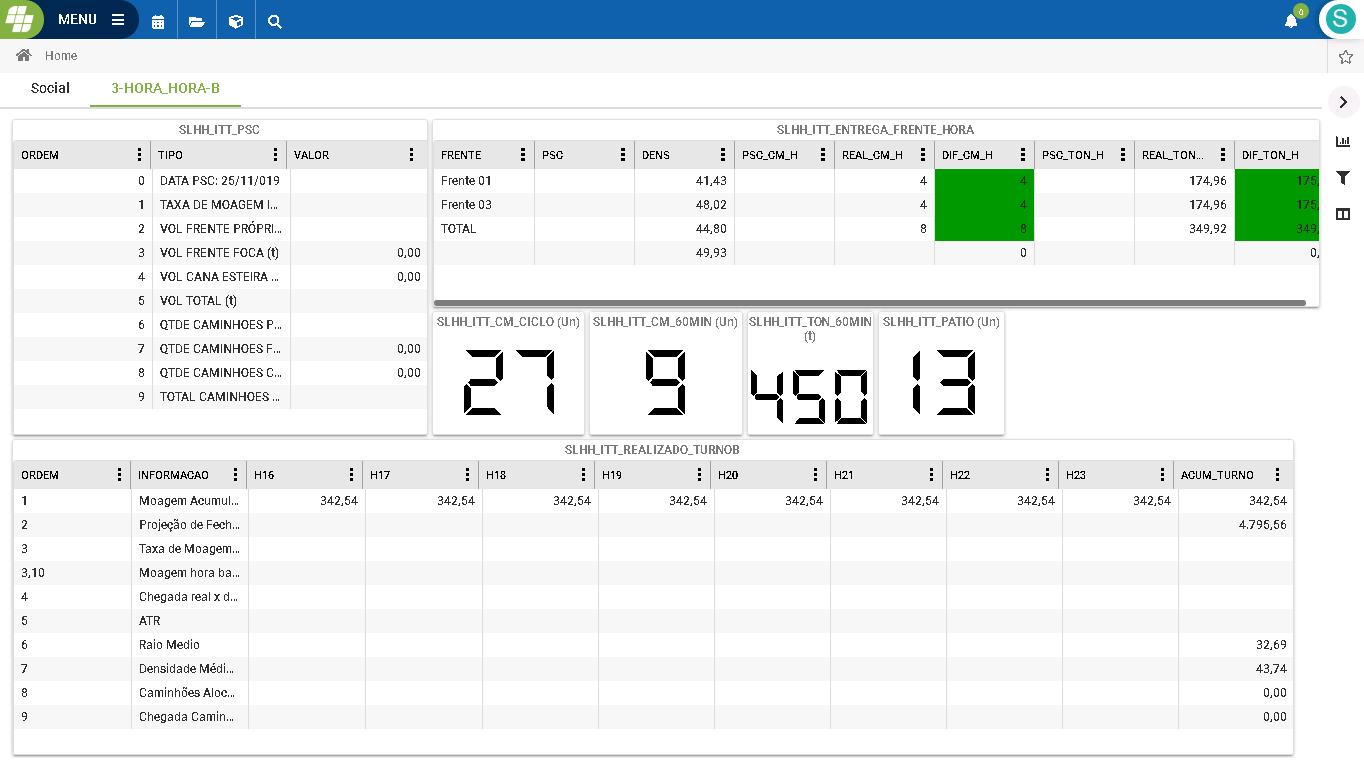 MENU
0
S
Home
Social 3-HORA_HORA-B
SLHH_ITT_PSC
ORDEM TIPO VALOR
0 DATA PSC: 25/11/019
1 TAXA DE MOAGEM I...
2 VOL FRENTE PRÓPRI...
3 VOL FRENTE FOCA (t) 0,00
4 VOL CANA ESTEIRA ... 0,00
5 VOL TOTAL (t)
6 QTDE CAMINHOES P...
7 QTDE CAMINHOES F... 0,00
8 QTDE CAMINHOES C... 0,00
9 TOTAL CAMINHOES ...
SLHH_ITT_ENTREGA_FRENTE_HORA
FRENTE PSC DENS PSC_CM_H REAL_CM_H DIF_CM_H PSC_TON_H REAL_TON... DIF_TON_H
Frente 01 41,43 4 4 174,96 175,
Frente 03 48,02 4 4 174,96 175,
TOTAL 44,80 8 8 349,92 349,
49,93 0 0,
SLHH_ITT_CM_CICLO (Un)
27
SLHH_ITT_CM_60MIN (Un)
9
SLHH_ITT_TON_60MIN
(t)
450
SLHH_ITT_PATIO (Un)
13
SLHH_ITT_REALIZADO_TURNOB
ORDEM INFORMACAO H16 H17 H18 H19 H20 H21 H22 H23 ACUM_TURNO
1 Moagem Acumul... 342,54 342,54 342,54 342,54 342,54 342,54 342,54 342,54 342,54
2 Projeção de Fech... 4.795,56
3 Taxa de Moagem...
3,10 Moagem hora ba...
4 Chegada real x d...
5 ATR
6 Raio Medio 32,69
7 Densidade Médi... 43,74
8 Caminhões Aloc... 0,00
9 Chegada Camin... 0,00